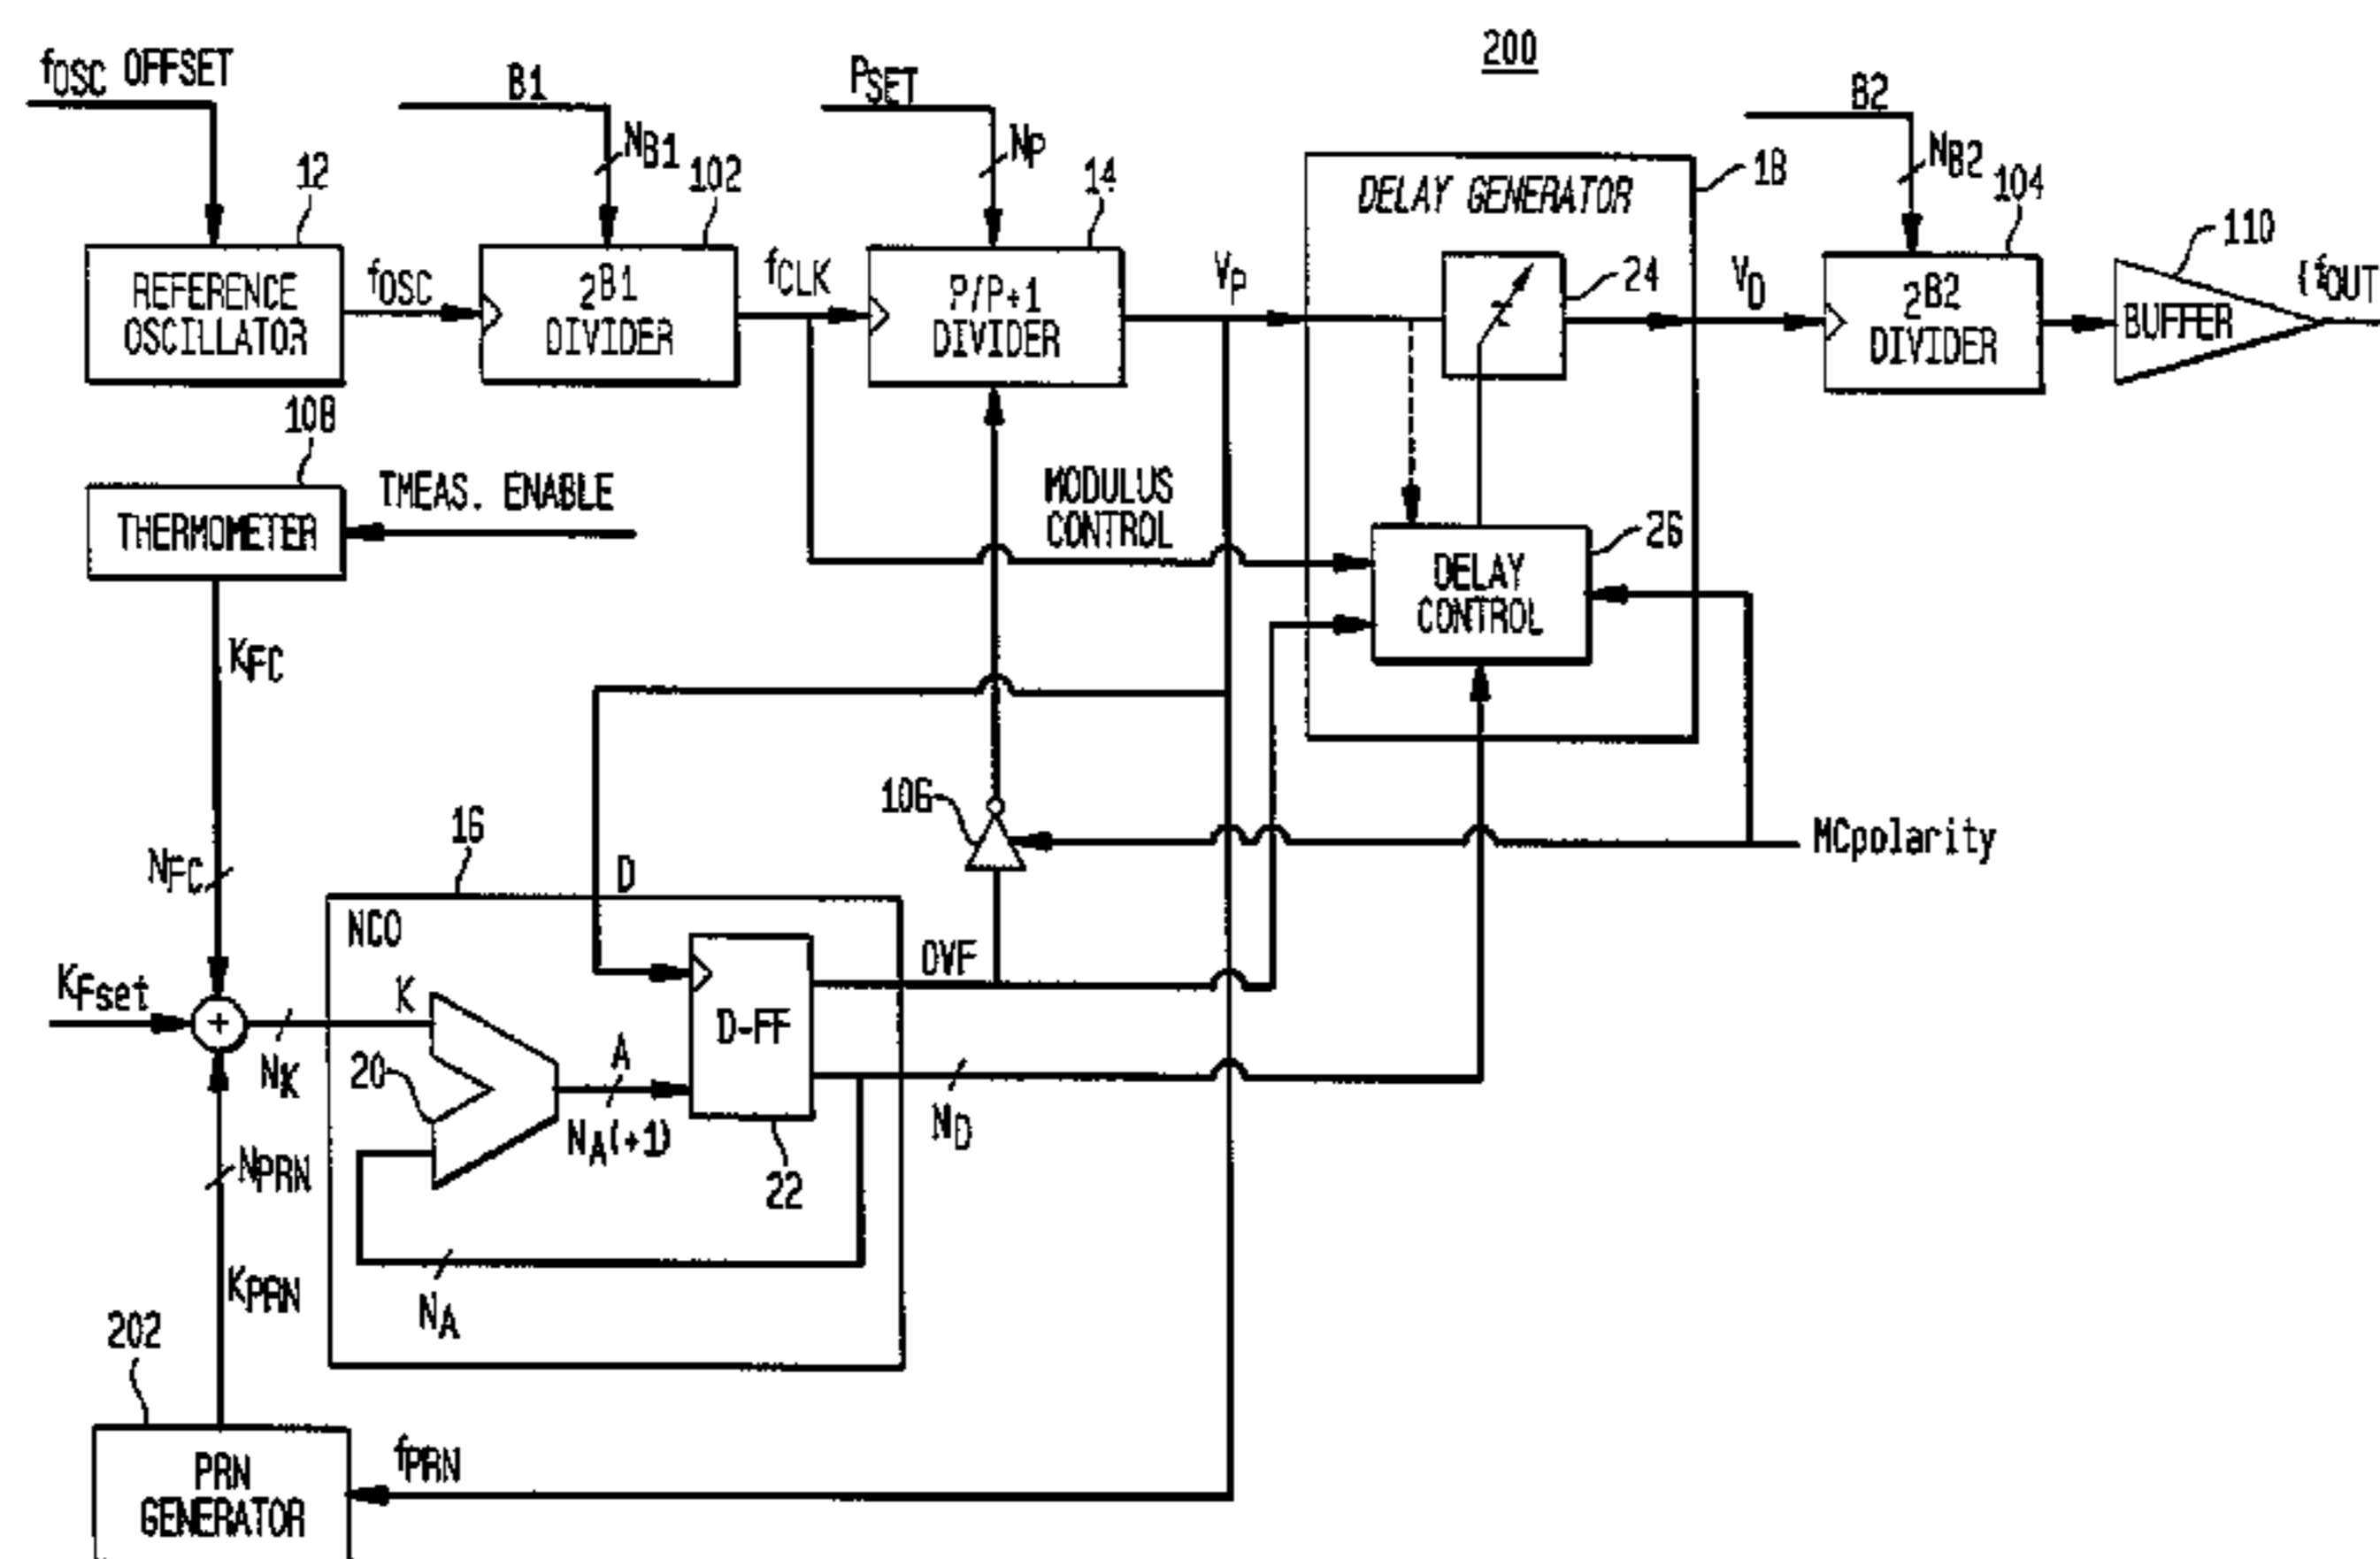 200
fOSC OFFSET
B1
PSET
B2
NB1
NP
NB2
12
102
14
18
104
110
DELAY GENERATOR
REFERENCE
OSCILLATOR
fOSC
2B1
DIVIDER
fCLK
P/P+1
DIVIDER
VP
τ
24
VD
2B2
DIVIDER
BUFFER
{fOUT
108
THERMOMETER
TMEAS. ENABLE
MODULUS
CONTROL
DELAY
CONTROL
26
KFC
106
MCpolarity
16
D
NFC
NCO
OVF
KFset
+
K
NK
20
A
NA(+1)
D-FF
22
ND
NPRN
KPRN
NA
202
PRN
GENERATOR
fPRN